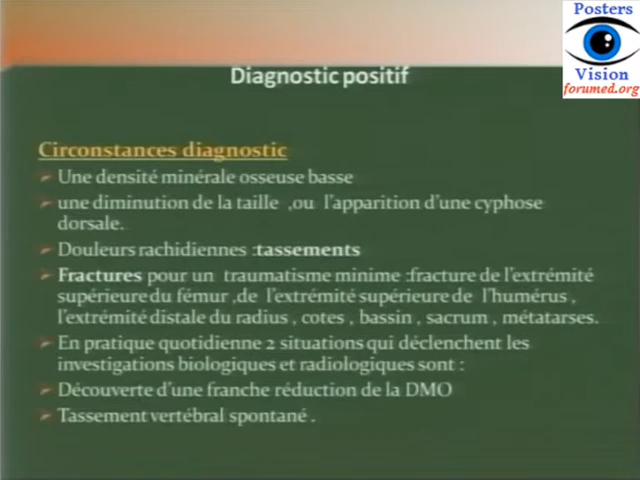 Posters
Vision
forumed.org
Diagnostic positif
Circonstances diagnostic
➢ Une densité minérale osseuse basse
➢ une diminution de la taille ,ou l'apparition d'une cyphose
dorsale.
➢ Douleurs rachidiennes :tassements
➢ Fractures pour un traumatisme minime :fracture de l'extrémité
supérieure du fémur ,de l'extrémité supérieure de l'humérus ,
l'extrémité distale du radius , cotes , bassin , sacrum , métatarses.
➢ En pratique quotidienne 2 situations qui déclenchent les
investigations biologiques et radiologiques sont :
➢ Découverte d'une franche réduction de la DMO
➢ Tassement vertébral spontané .